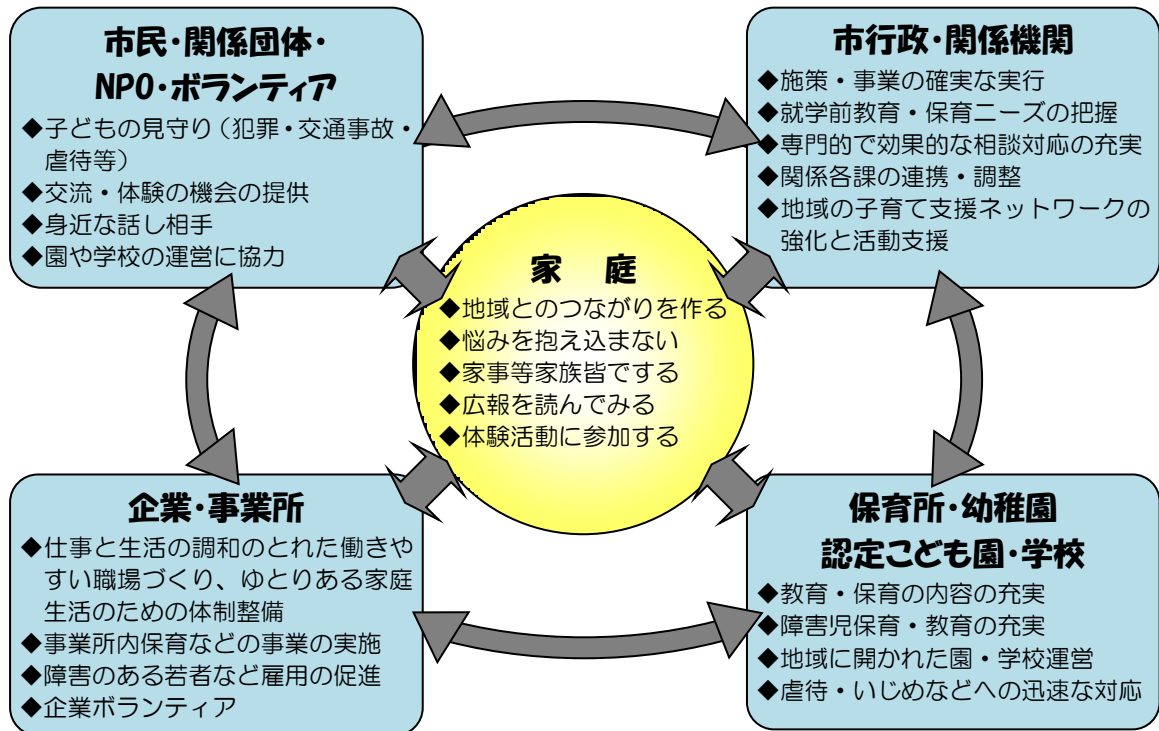 市民・関係団体・
NPO・ボランティア
◆子どもの見守り（犯罪・交通事故・
虐待等）
◆交流・体験の機会の提供
◆身近な話し相手
◆園や学校の運営に協力
市行政・関係機関
◆施策・事業の確実な実行
◆就学前教育・保育ニーズの把握
◆専門的で効果的な相談対応の充実
◆関係各課の連携・調整
◆地域の子育て支援ネットワークの
強化と活動支援
家　庭
◆地域とのつながりを作る
◆悩みを抱え込まない
◆家事等家族皆でする
◆広報を読んでみる
◆体験活動に参加する
企業・事業所
◆仕事と生活の調和のとれた働きや
すい職場づくり、ゆとりある家庭
生活のための体制整備
◆事業所内保育などの事業の実施
◆障害のある若者など雇用の促進
◆企業ボランティア
保育所・幼稚園
認定こども園・学校
◆教育・保育の内容の充実
◆障害児保育・教育の充実
◆地域に開かれた園・学校運営
◆虐待・いじめなどへの迅速な対応